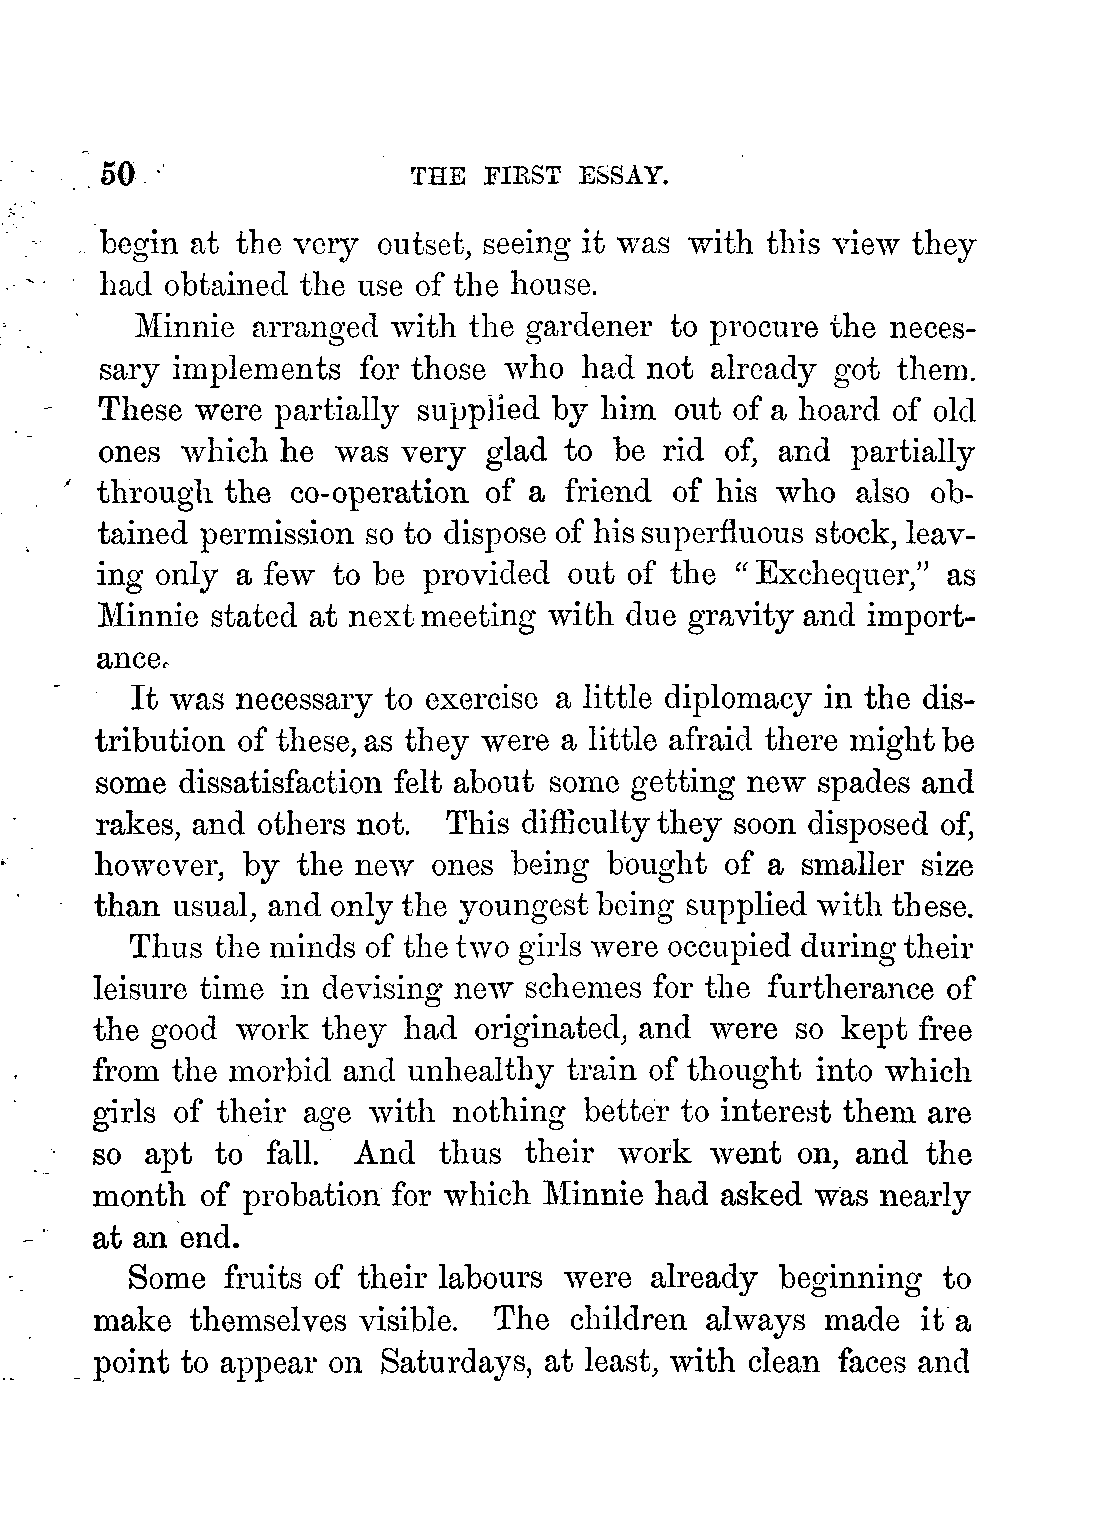 50 THE FIRST ESSAY.
begin at the very outset, seeing it was with this view they
had obtained the use of the house.
Minnie arranged with the gardener to procure the neces-
sary implements for those who had not already got them.
These were partially supplied by him out of a hoard of old
ones which he was very glad to be rid of, and partially
through the co-operation of a friend of his who also ob-
tained permission so to dispose of his superfluous stock, leav-
ing only a few to be provided out of the “Exchequer,” as
Minnie stated at next meeting with due gravity and import-
ance.
It was necessary to exercise a little diplomacy in the dis-
tribution of these, as they were a little afraid there might be
some dissatisfaction felt about some getting new spades and
rakes, and others not. This difficulty they soon disposed of,
however, by the new ones being bought of a smaller size
than usual, and only the youngest being supplied with these.
Thus the minds of the two girls were occupied during their
leisure time in devising new schemes for the furtherance of
the good work they had originated, and were so kept free
from the morbid and unhealthy train of thought into which
girls of their age with nothing better to interest them are
so apt to fall. And thus their work went on, and the
month of probation for which Minnie had asked was nearly
at an end.
Some fruits of their labours were already beginning to
make themselves visible. The children always made it a
point to appear on Saturdays, at least, with clean faces and